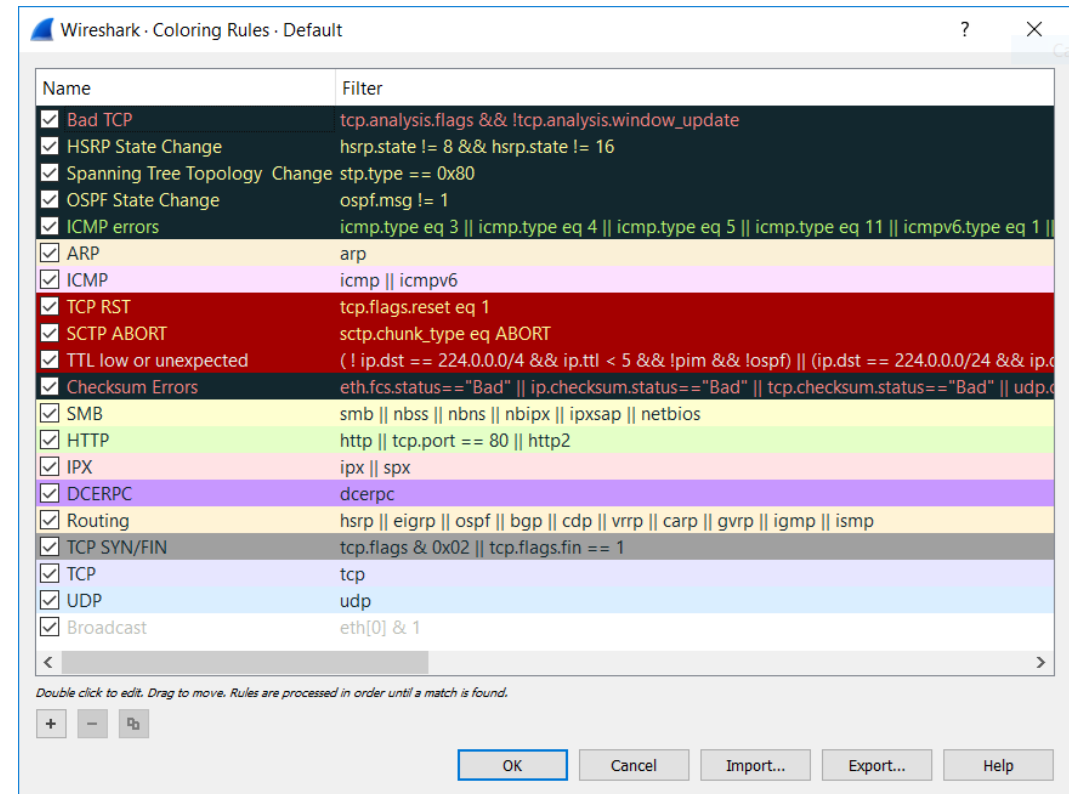 Wireshark · Coloring Rules · Default ?
Name Filter
Bad TCP tcp.analysis.flags && !tcp.analysis.window_update
HSRP State Change hsrp.state != 8 && hsrp.state != 16
Spanning Tree Topology Change stp.type == 0x80
OSPF State Change ospf.msg != 1
ICMP errors icmp.type eq 3 || icmp.type eq 4 || icmp.type eq 5 || icmp.type eq 11 || icmpv6.type eq 1 ||
ARP arp
ICMP icmp || icmpv6
TCP RST tcp.flags.reset eq 1
SCTP ABORT sctp.chunk_type eq ABORT
TTL low or unexpected ( ! ip.dst == 224.0.0.0/4 && ip.ttl < 5 && !pim && !ospf) || (ip.dst == 224.0.0.0/24 && ip.
Checksum Errors eth.fcs.status=="Bad" || ip.checksum.status=="Bad" || tcp.checksum.status=="Bad" || udp.
SMB smb || nbss || nbns || nbipx || ipxsap || netbios
HTTP http || tcp.port == 80 || http2
IPX ipx || spx
DCERPC dcerpc
Routing hsrp || eigrp || ospf || bgp || cdp || vrrp || carp || gvrp || igmp || ismp
TCP SYN/FIN tcp.flags & 0x02 || tcp.flags.fin == 1
TCP tcp
UDP udp
Broadcast eth[0] & 1
Double click to edit. Drag to move. Rules are processed in order until a match is found.
+ −
OK Cancel Import... Export... Help